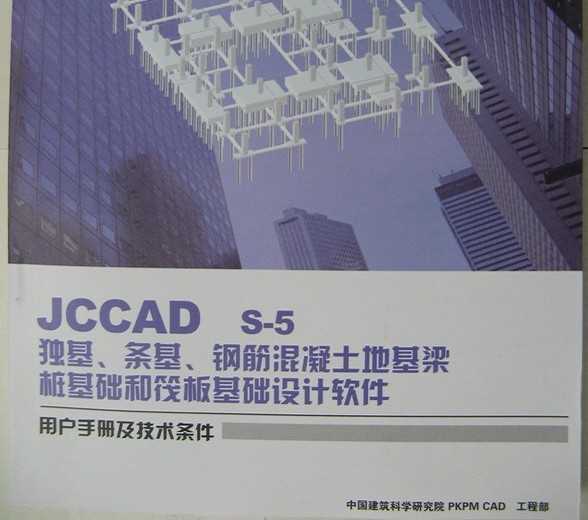 JCCAD S-5
独基、条基、钢筋混凝土地基梁
桩基础和筏板基础设计软件
用户手册及技术条件
中国建筑科学研究院 PKPM CAD 工程部